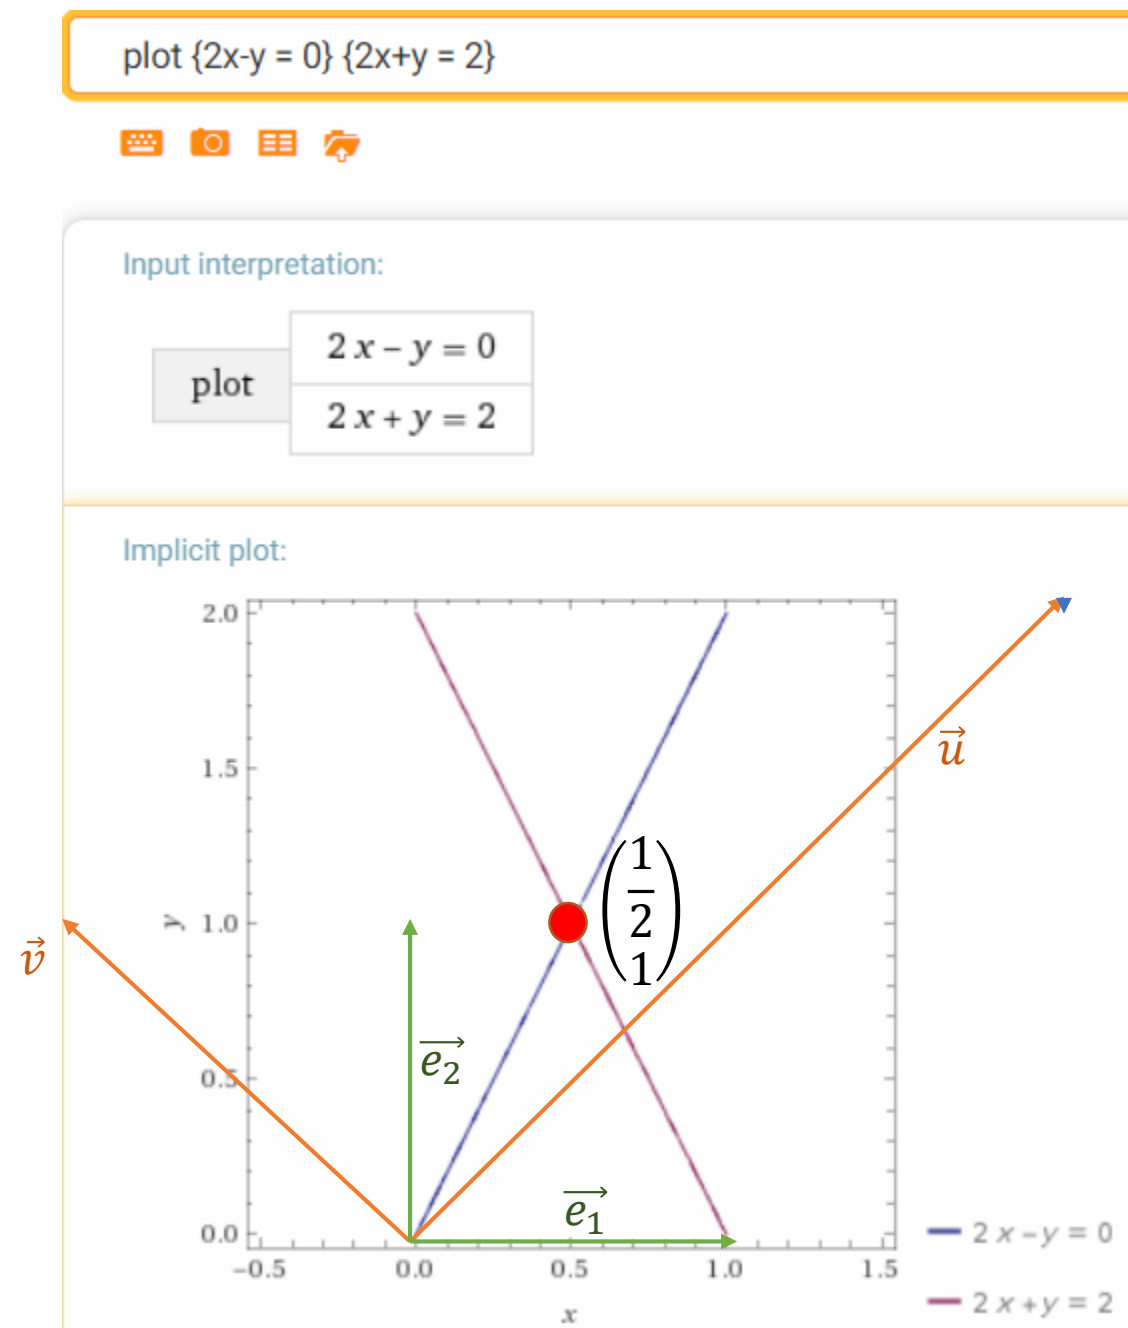 plot {2x-y = 0} {2x+y = 2}
Input interpretation:
plot
2 x – y = 0
2 x + y = 2
Implicit plot:
2.0
1.5
1.0
0.5
0.0
y
−0.5 0.0 0.5 1.0 1.5
x
u⃗
v⃗
(1/2
1)
e₂⃗
e₁⃗
2 x – y = 0
2 x + y = 2